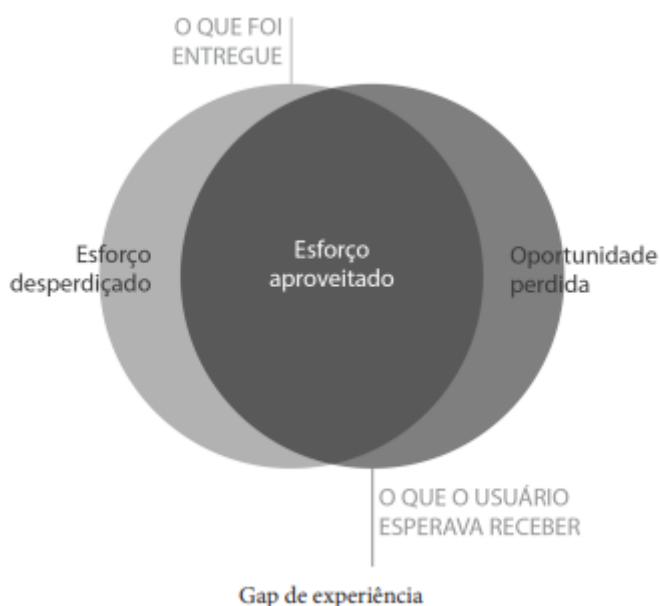 O QUE FOI
ENTREGUE
Esforço
desperdiçado
Esforço
aproveitado
Oportunidade
perdida
O QUE O USUÁRIO
ESPERAVA RECEBER
Gap de experiência